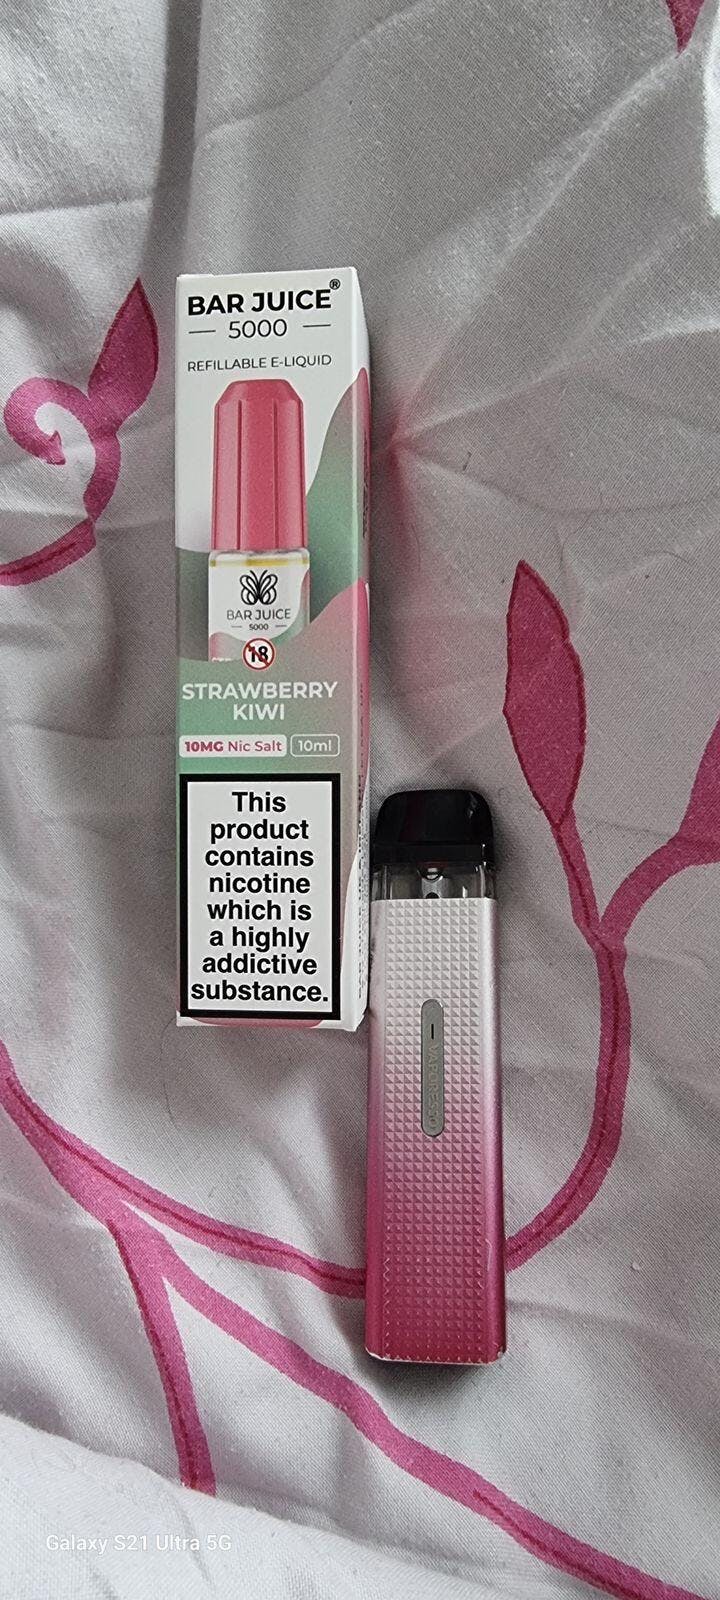 BAR JUICE®
5000
REFILLABLE E-LIQUID
BAR JUICE
5000
18
STRAWBERRY
KIWI
10MG Nic Salt 10ml
This
product
contains
nicotine
which is
a highly
addictive
substance.
VAPORESSO
Galaxy S21 Ultra 5G